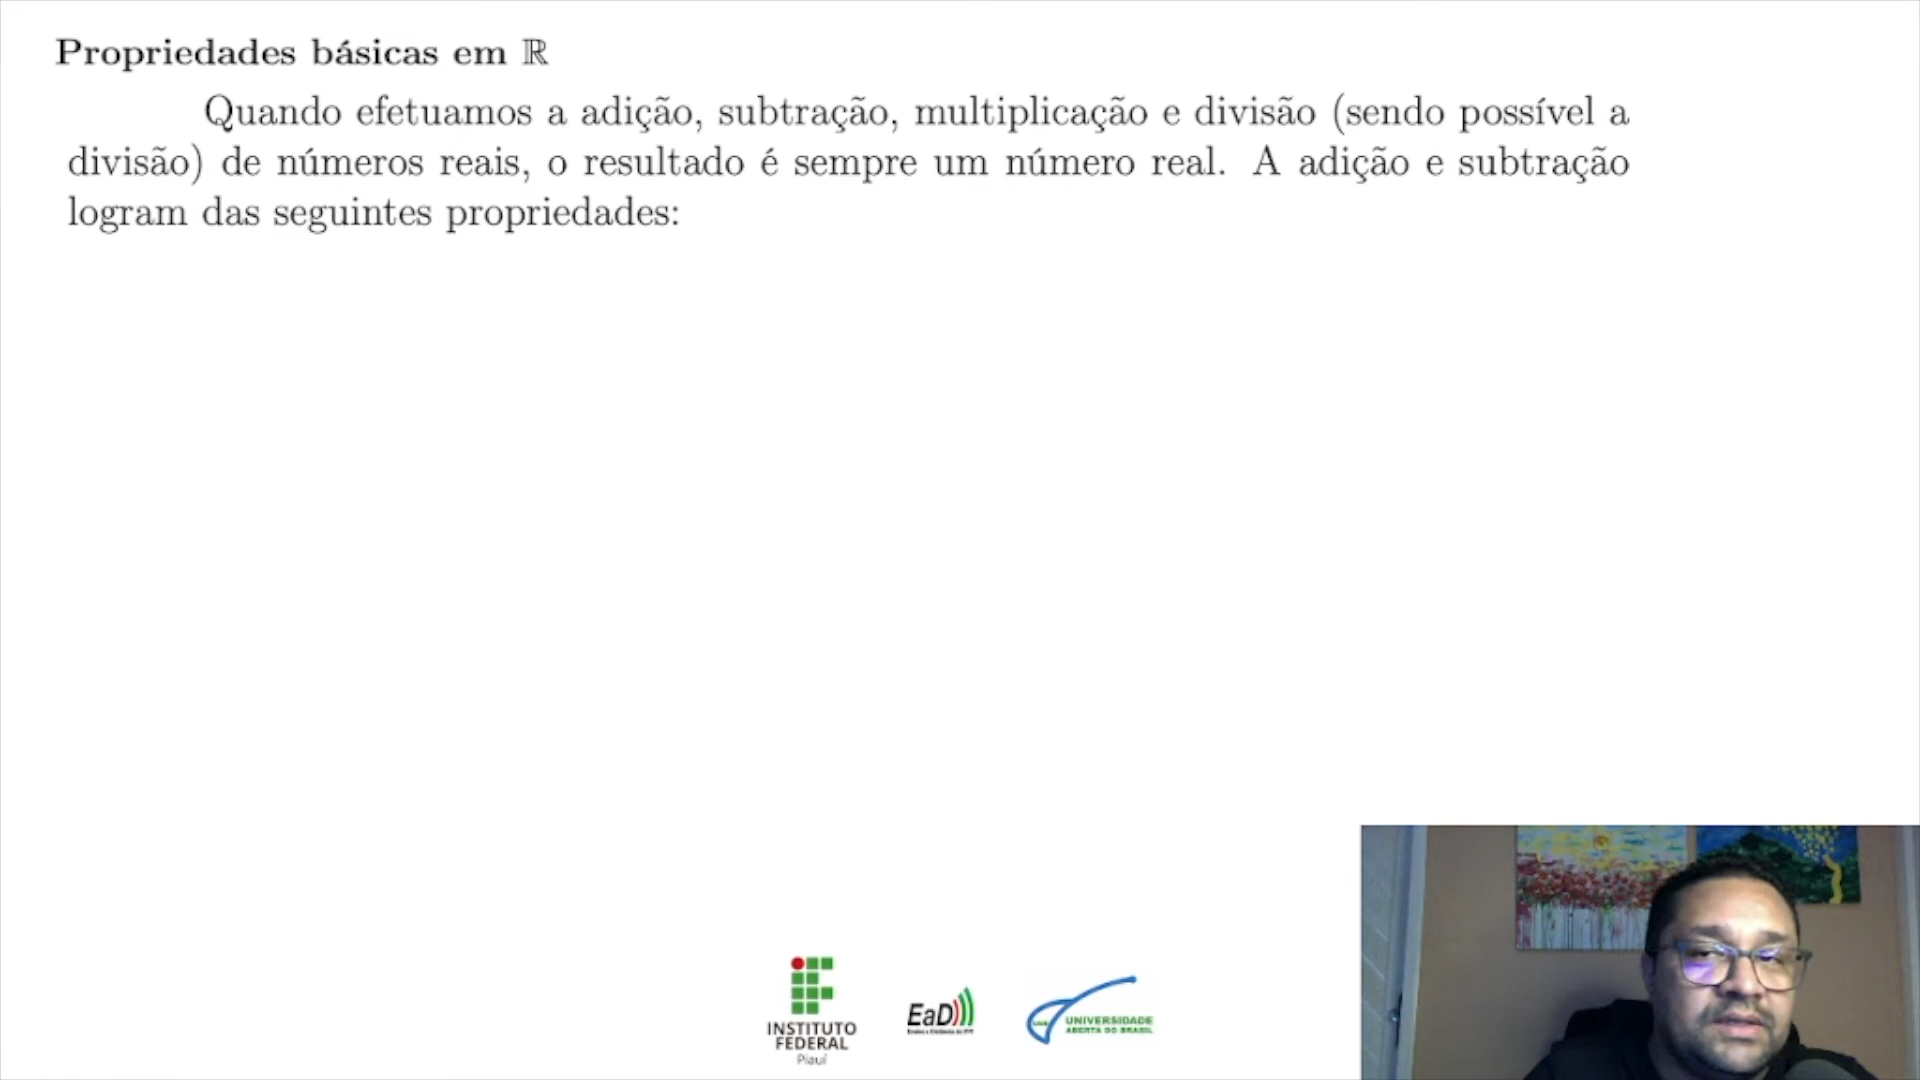 Propriedades básicas em ℝ
Quando efetuamos a adição, subtração, multiplicação e divisão (sendo possível a
divisão) de números reais, o resultado é sempre um número real. A adição e subtração
logram das seguintes propriedades:
INSTITUTO
FEDERAL
Piauí
EaD
UAB
UNIVERSIDADE
ABERTA DO BRASIL